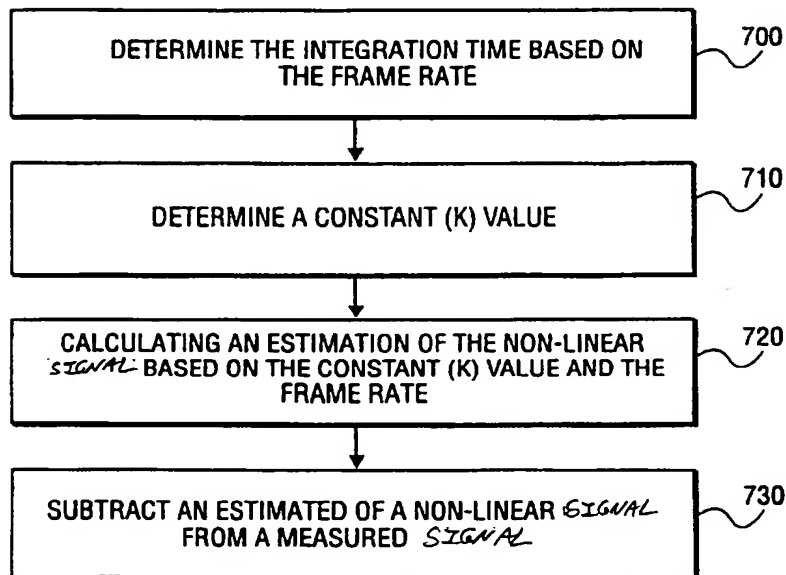 DETERMINE THE INTEGRATION TIME BASED ON
THE FRAME RATE
700
DETERMINE A CONSTANT (K) VALUE
710
CALCULATING AN ESTIMATION OF THE NON-LINEAR
SIGNAL BASED ON THE CONSTANT (K) VALUE AND THE
FRAME RATE
720
SUBTRACT AN ESTIMATED OF A NON-LINEAR SIGNAL
FROM A MEASURED SIGNAL
730